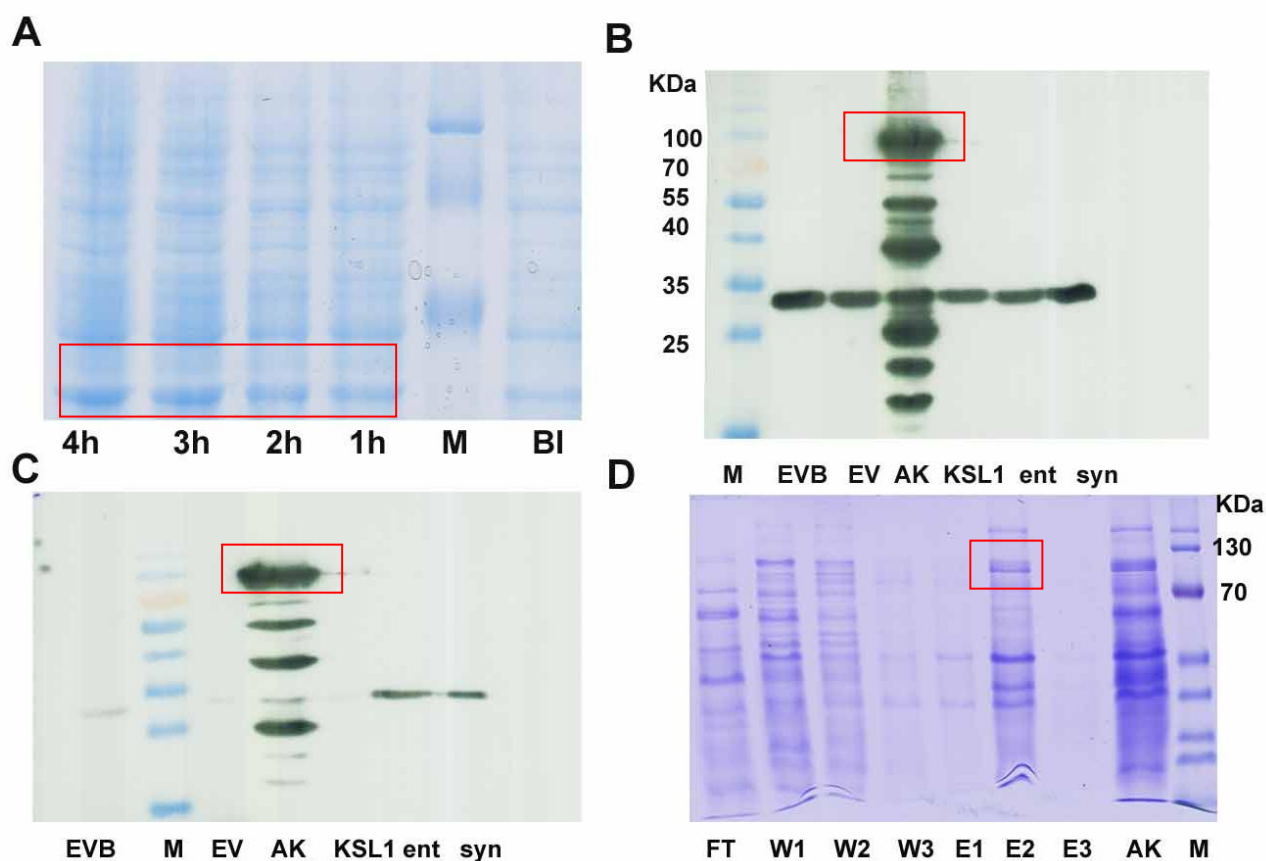 A
4h 3h 2h 1h M BI
B
KDa
100
70
55
40
35
25
M EVB EV AK KSL1 ent syn
C
EVB M EV AK KSL1 ent syn
D
KDa
130
70
FT W1 W2 W3 E1 E2 E3 AK M